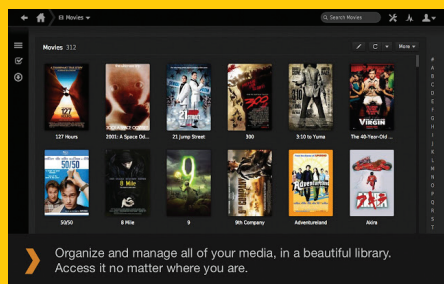 Movies
Search Movies
Movies 312
More
#
A
B
C
D
E
F
G
H
I
J
K
L
M
N
O
P
Q
R
S
T
127 Hours
2001: A Space Od...
21 Jump Street
300
3:10 to Yuma
The 40-Year-Old ...
50/50
8 Mile
9
9th Company
Adventureland
Akira
Organize and manage all of your media, in a beautiful library.
Access it no matter where you are.